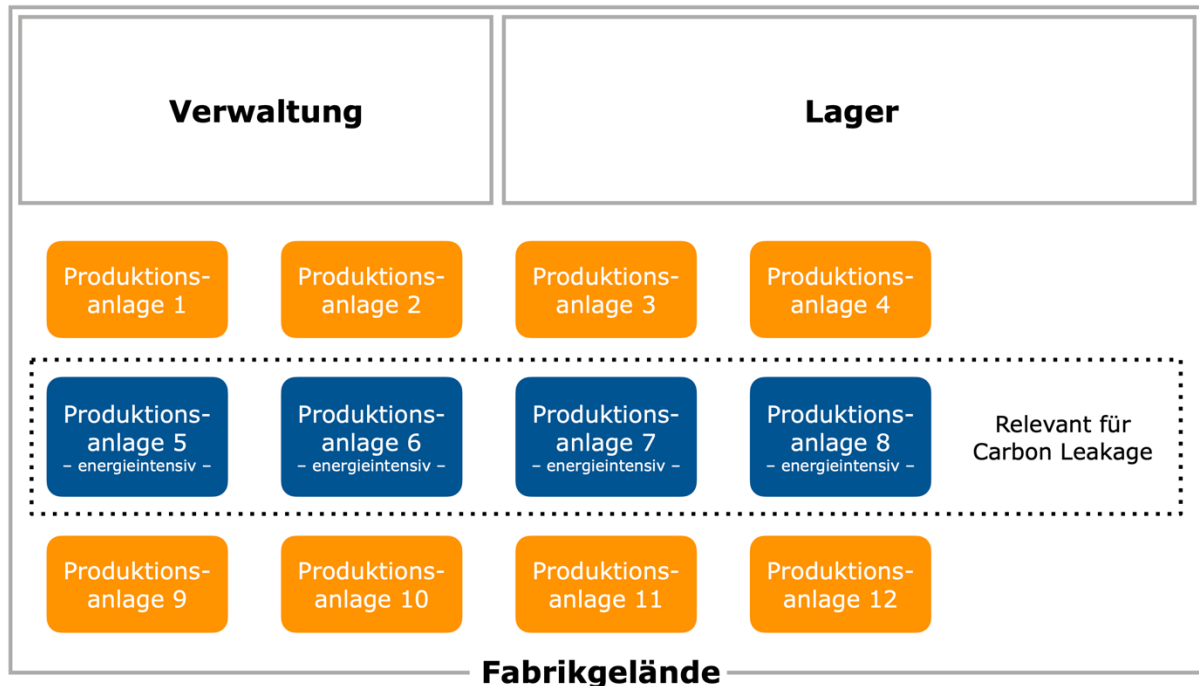 Verwaltung
Lager
Produktions-
anlage 1
Produktions-
anlage 2
Produktions-
anlage 3
Produktions-
anlage 4
Produktions-
anlage 5
– energieintensiv –
Produktions-
anlage 6
– energieintensiv –
Produktions-
anlage 7
– energieintensiv –
Produktions-
anlage 8
– energieintensiv –
Relevant für
Carbon Leakage
Produktions-
anlage 9
Produktions-
anlage 10
Produktions-
anlage 11
Produktions-
anlage 12
Fabrikgelände